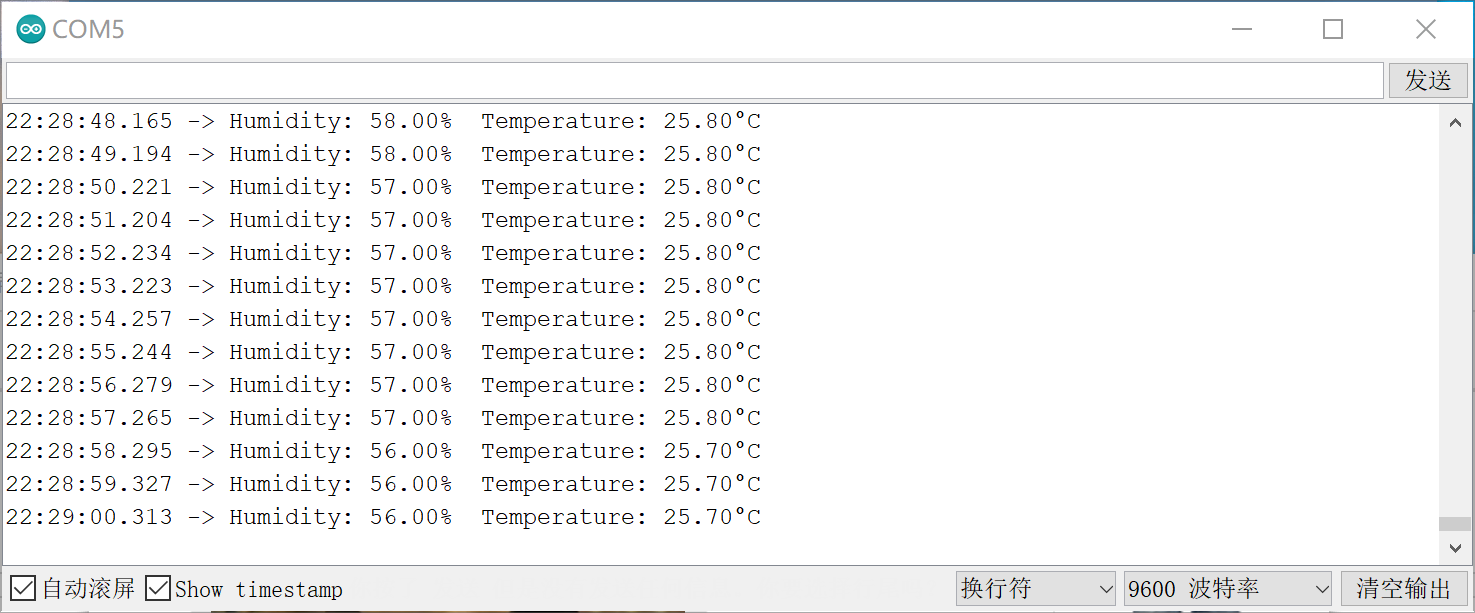 COM5
发送
22:28:48.165 -> Humidity: 58.00%  Temperature: 25.80°C
22:28:49.194 -> Humidity: 58.00%  Temperature: 25.80°C
22:28:50.221 -> Humidity: 57.00%  Temperature: 25.80°C
22:28:51.204 -> Humidity: 57.00%  Temperature: 25.80°C
22:28:52.234 -> Humidity: 57.00%  Temperature: 25.80°C
22:28:53.223 -> Humidity: 57.00%  Temperature: 25.80°C
22:28:54.257 -> Humidity: 57.00%  Temperature: 25.80°C
22:28:55.244 -> Humidity: 57.00%  Temperature: 25.80°C
22:28:56.279 -> Humidity: 57.00%  Temperature: 25.80°C
22:28:57.265 -> Humidity: 57.00%  Temperature: 25.80°C
22:28:58.295 -> Humidity: 56.00%  Temperature: 25.70°C
22:28:59.327 -> Humidity: 56.00%  Temperature: 25.70°C
22:29:00.313 -> Humidity: 56.00%  Temperature: 25.70°C
自动滚屏 Show timestamp 换行符 9600 波特率 清空输出